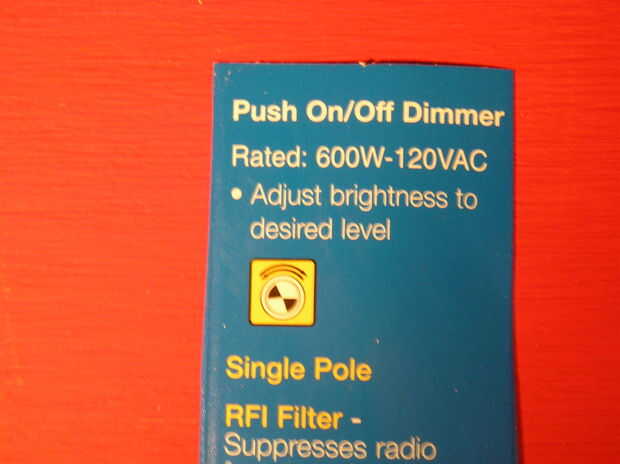 Push On/Off Dimmer
Rated: 600W-120VAC
• Adjust brightness to
desired level
Single Pole
RFI Filter -
Suppresses radio